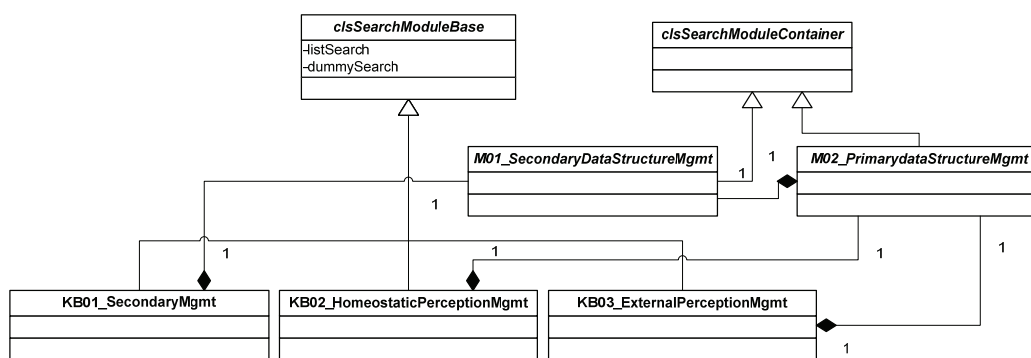 clsSearchModuleBase
-listSearch
-dummySearch
clsSearchModuleContainer
M01_SecondaryDataStructureMgmt
1
1
M02_PrimarydataStructureMgmt
1
1
1
1
1
KB01_SecondaryMgmt
KB02_HomeostaticPerceptionMgmt
KB03_ExternalPerceptionMgmt
1